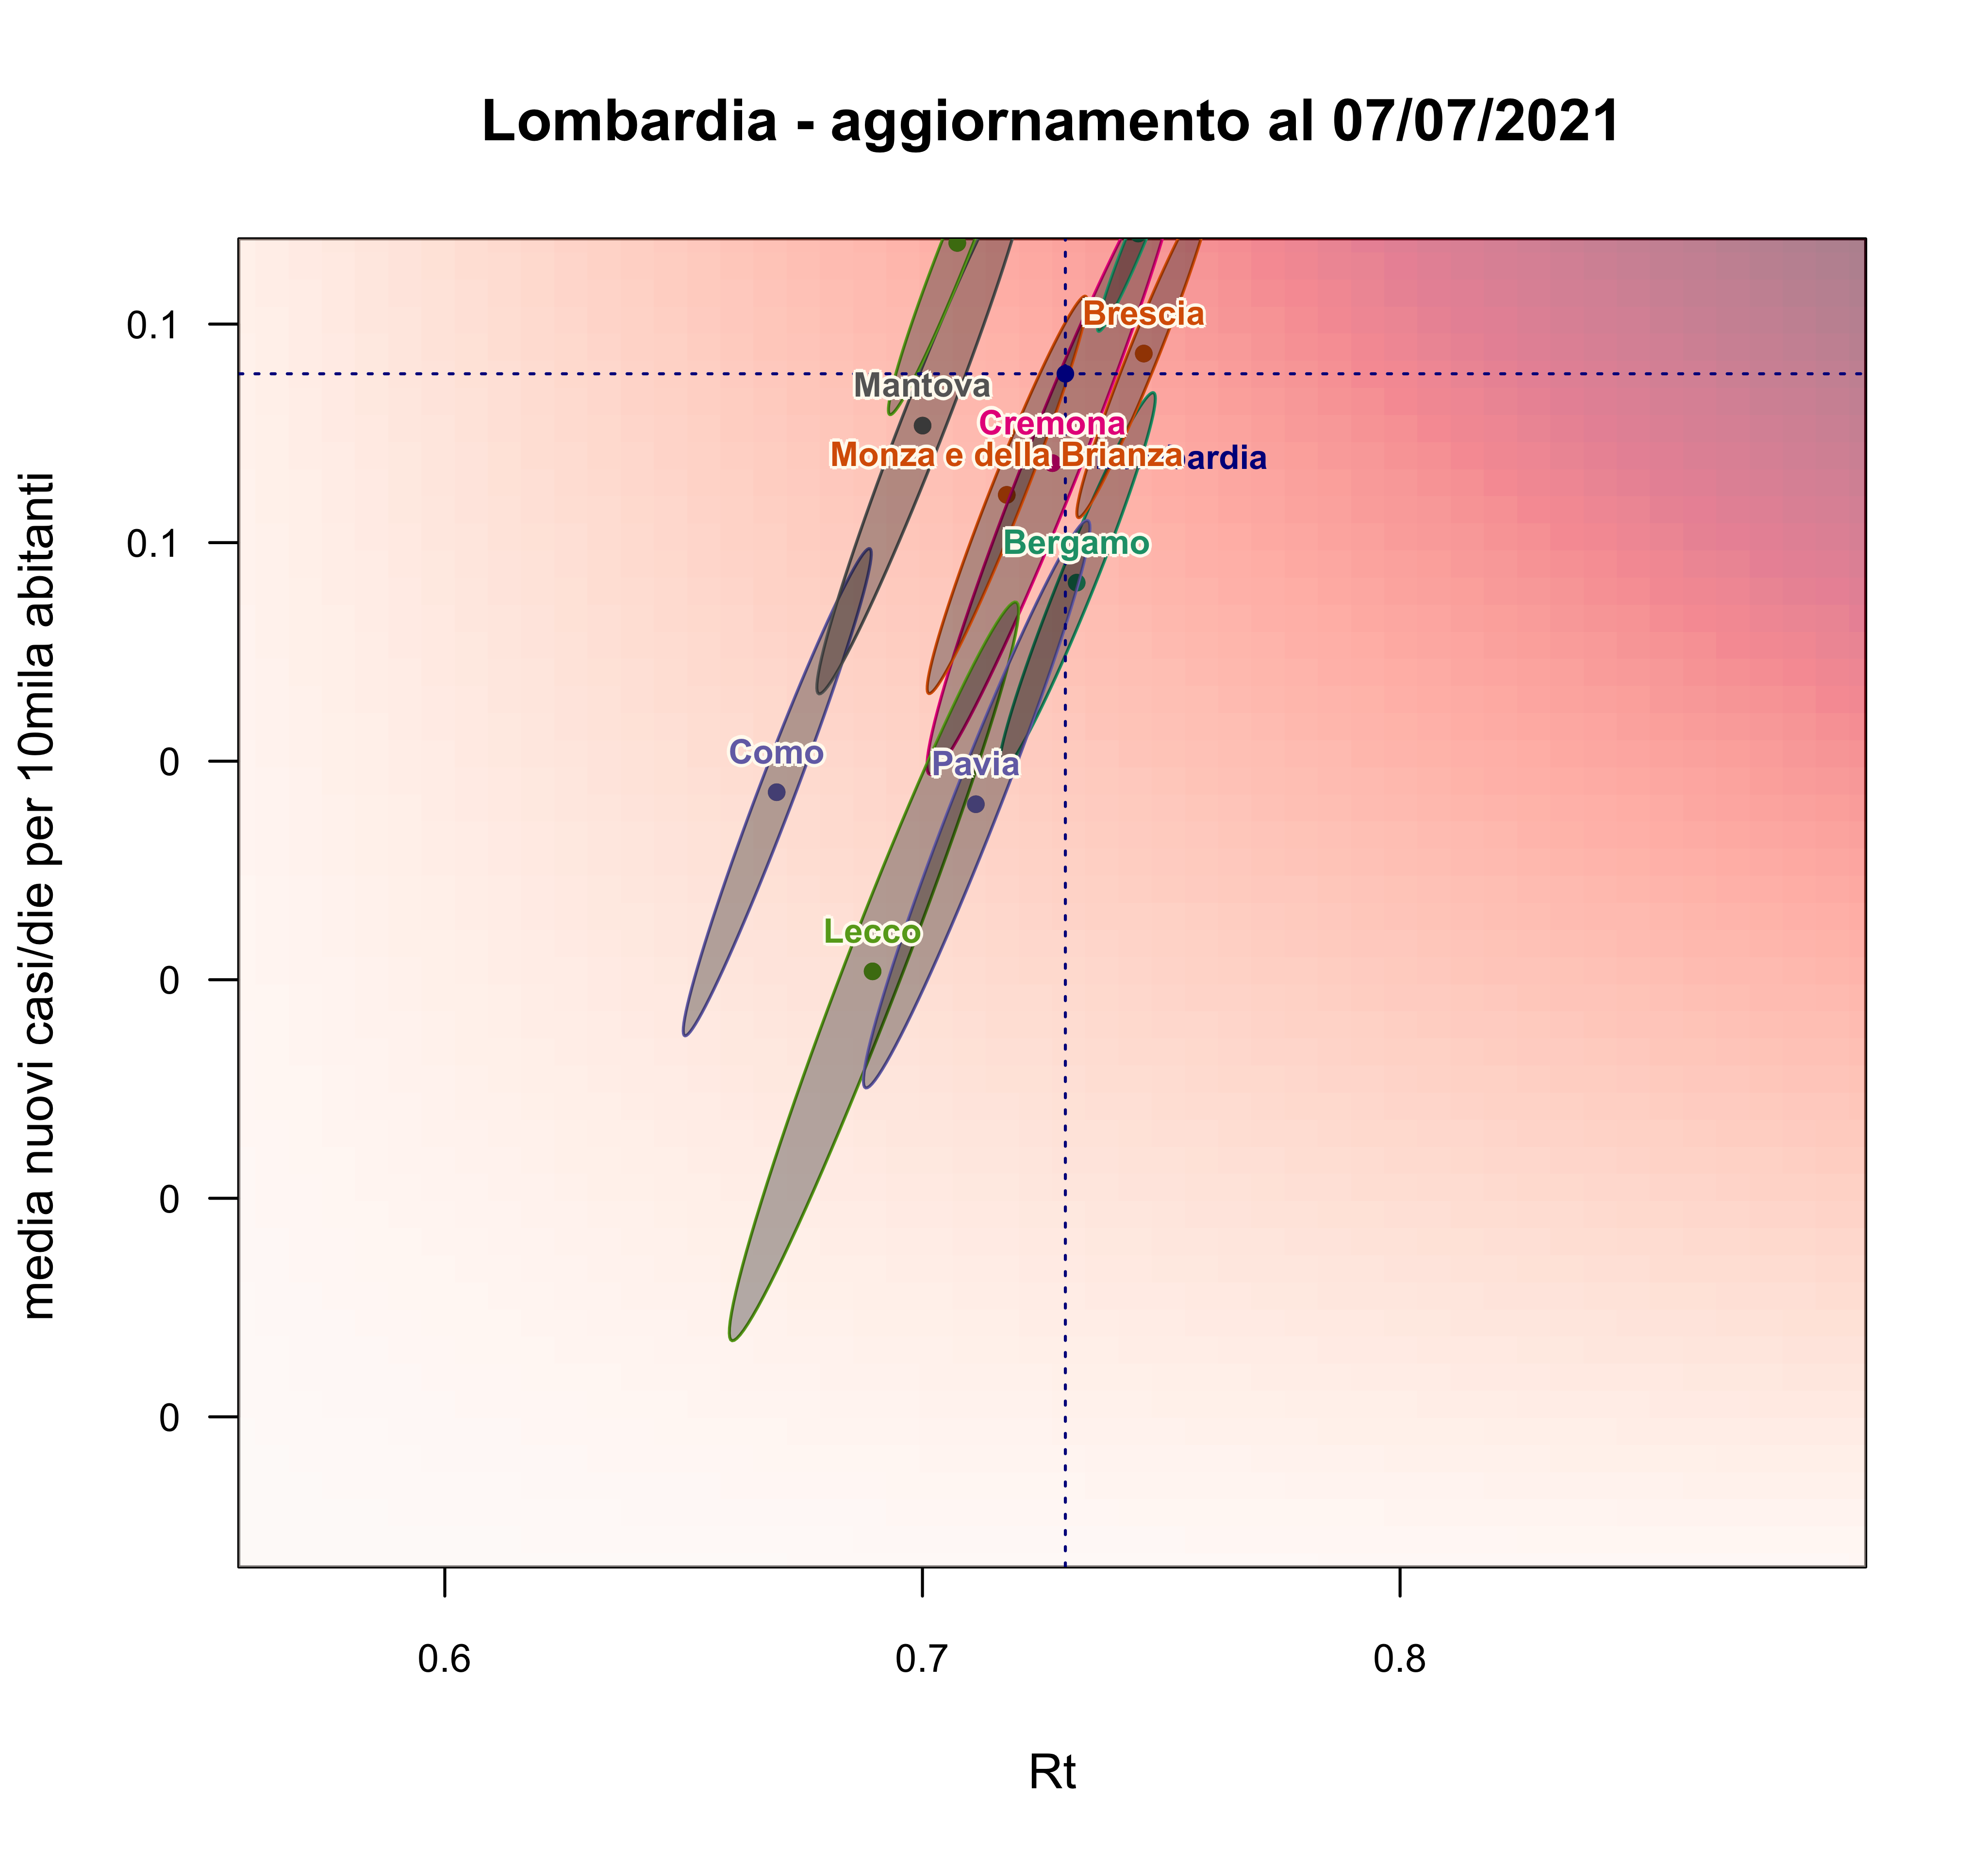 Lombardia - aggiornamento al 07/07/2021
media nuovi casi/die per 10mila abitanti
0.1
0.1
0
0
0
0
Brescia
Mantova
Cremona
Monza e della Brianza
bardia
Bergamo
Como
Pavia
Lecco
0.6
0.7
0.8
Rt